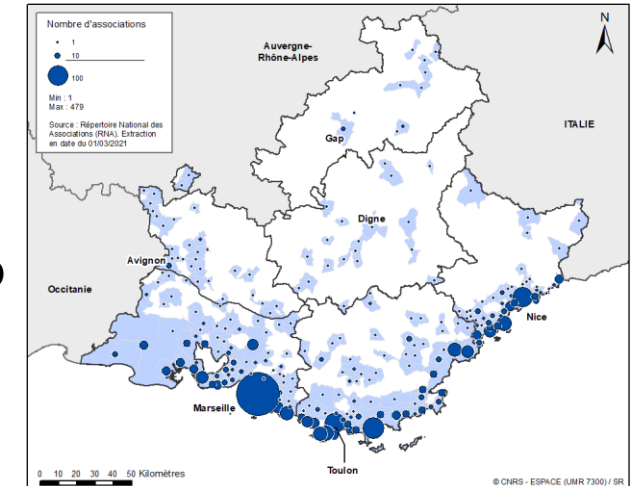 Nombre d'associations
1
10
100
Min : 1
Max : 479
Source : Répertoire National des
Associations (RNA). Extraction
en date du 01/03/2021
N
Auvergne-
Rhône-Alpes
ITALIE
Gap
Digne
Avignon
Occitanie
Nice
Marseille
Toulon
0 10 20 30 40 50 Kilomètres
© CNRS - ESPACE (UMR 7300) / SR